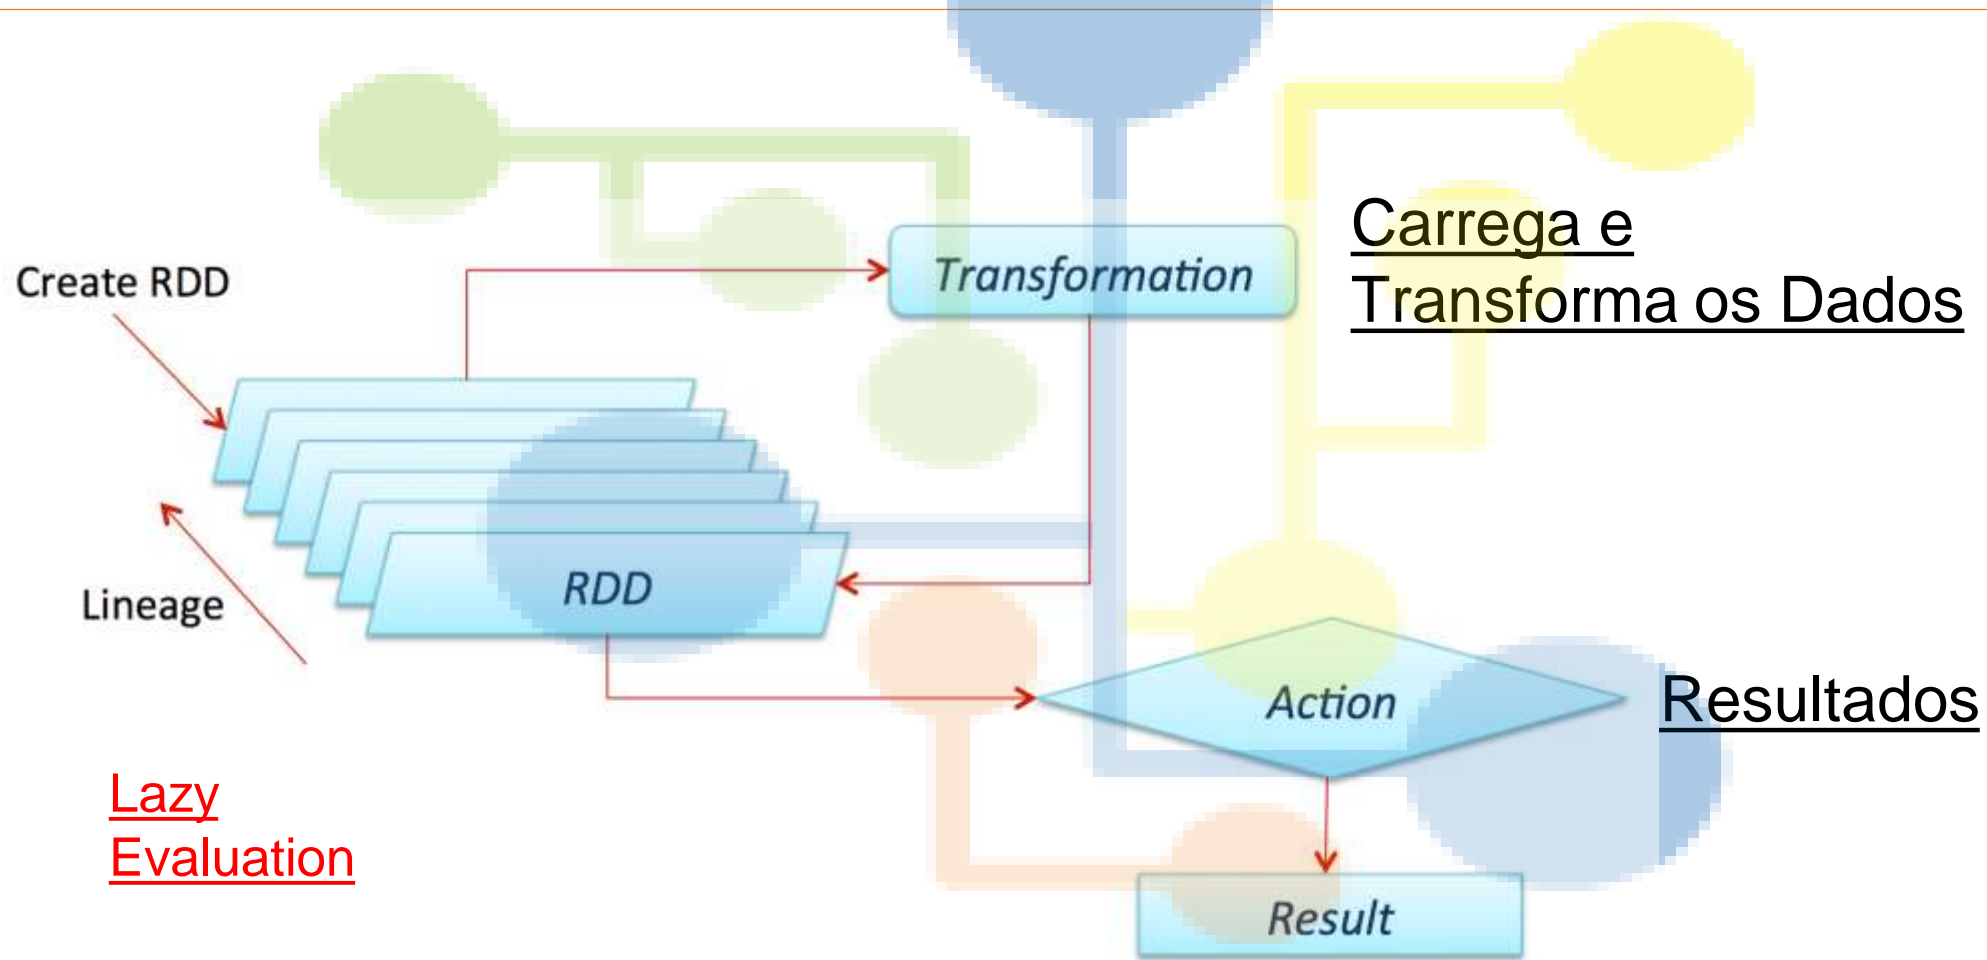 Carrega e
Transforma os Dados
Transformation
Create RDD
RDD
Lineage
Action
Resultados
Lazy
Evaluation
Result